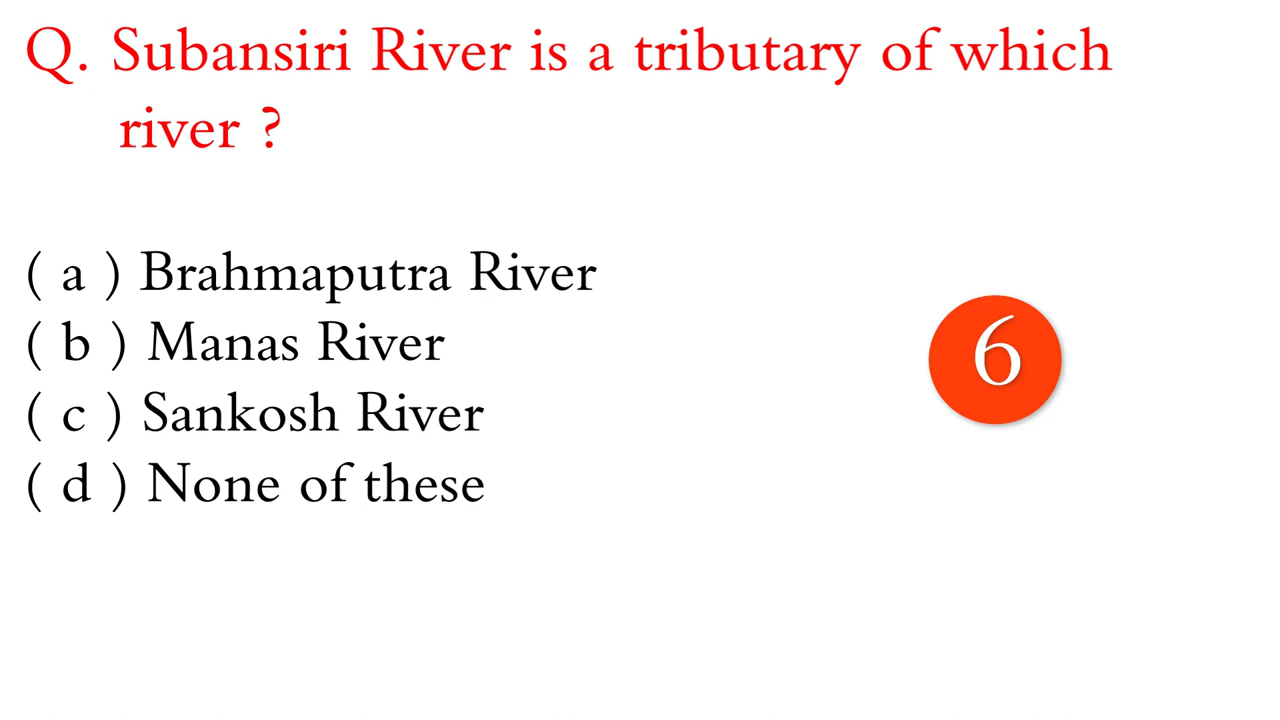 Q. Subansiri River is a tributary of which
river ?
( a ) Brahmaputra River
( b ) Manas River
( c ) Sankosh River
( d ) None of these
6